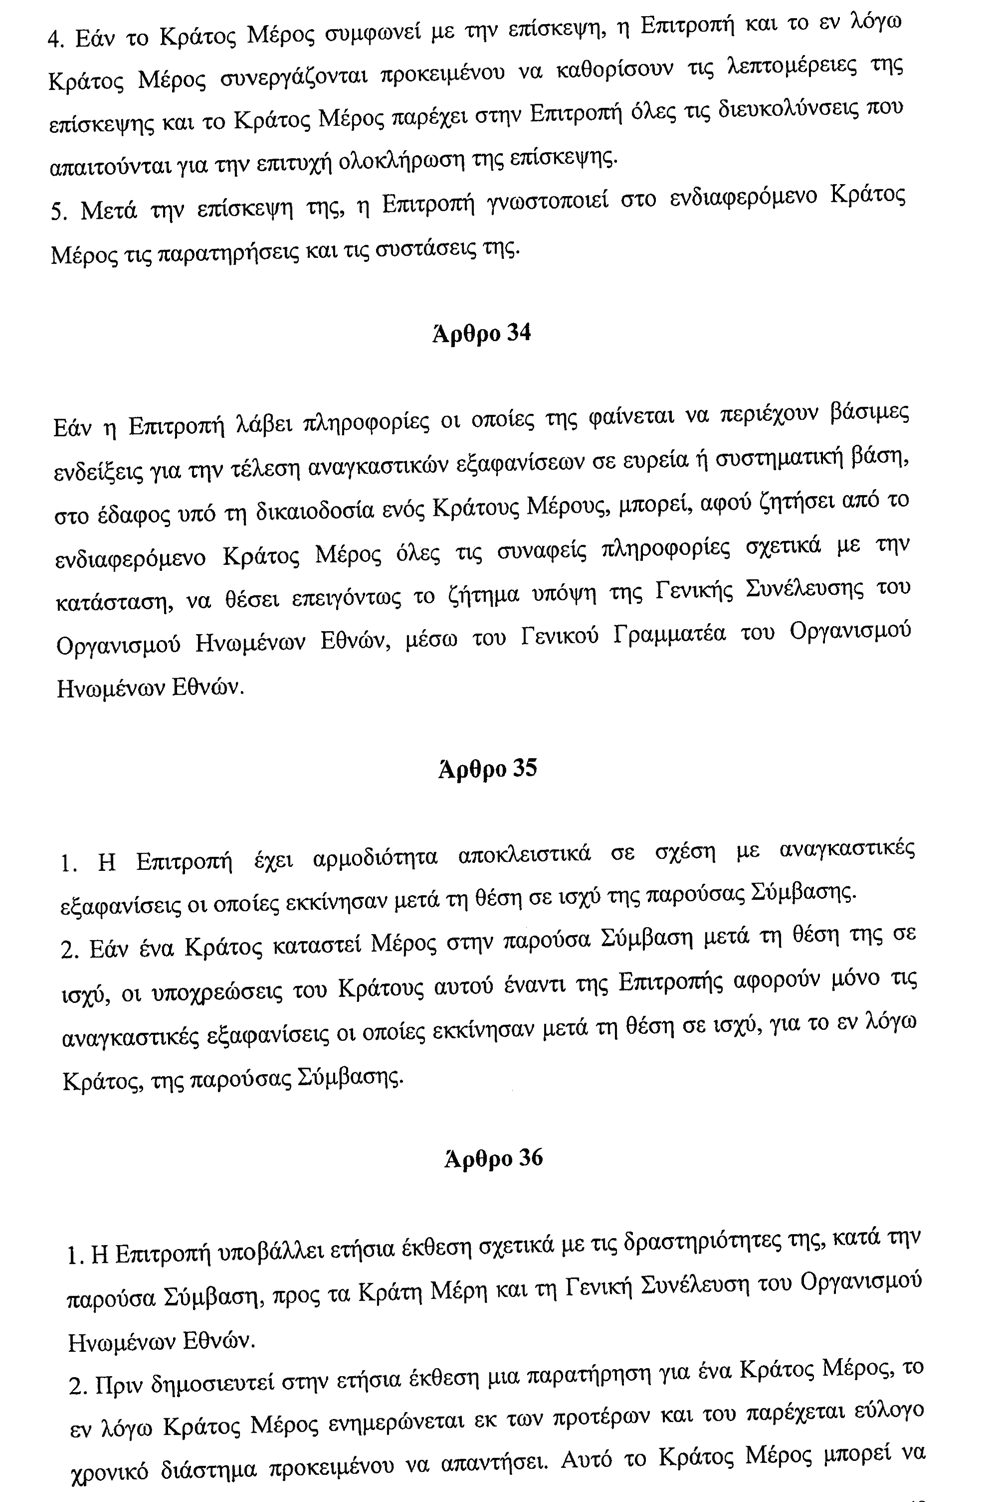 4. Εάν το Κράτος Μέρος συμφωνεί με την επίσκεψη, η Επιτροπή και το εν λόγω
Κράτος Μέρος συνεργάζονται προκειμένου να καθορίσουν τις λεπτομέρειες της
επίσκεψης και το Κράτος Μέρος παρέχει στην Επιτροπή όλες τις διευκολύνσεις που
απαιτούνται για την επιτυχή ολοκλήρωση της επίσκεψης.
5. Μετά την επίσκεψη της, η Επιτροπή γνωστοποιεί στο ενδιαφερόμενο Κράτος
Μέρος τις παρατηρήσεις και τις συστάσεις της.
Άρθρο 34
Εάν η Επιτροπή λάβει πληροφορίες οι οποίες της φαίνεται να περιέχουν βάσιμες
ενδείξεις για την τέλεση αναγκαστικών εξαφανίσεων σε ευρεία ή συστηματική βάση,
στο έδαφος υπό τη δικαιοδοσία ενός Κράτους Μέρους, μπορεί, αφού ζητήσει από το
ενδιαφερόμενο Κράτος Μέρος όλες τις συναφείς πληροφορίες σχετικά με την
κατάσταση, να θέσει επειγόντως το ζήτημα υπόψη της Γενικής Συνέλευσης του
Οργανισμού Ηνωμένων Εθνών, μέσω του Γενικού Γραμματέα του Οργανισμού
Ηνωμένων Εθνών.
Άρθρο 35
1. Η Επιτροπή έχει αρμοδιότητα αποκλειστικά σε σχέση με αναγκαστικές
εξαφανίσεις οι οποίες εκκίνησαν μετά τη θέση σε ισχύ της παρούσας Σύμβασης.
2. Εάν ένα Κράτος καταστεί Μέρος στην παρούσα Σύμβαση μετά τη θέση της σε
ισχύ, οι υποχρεώσεις του Κράτους αυτού έναντι της Επιτροπής αφορούν μόνο τις
αναγκαστικές εξαφανίσεις οι οποίες εκκίνησαν μετά τη θέση σε ισχύ, για το εν λόγω
Κράτος, της παρούσας Σύμβασης.
Άρθρο 36
1. Η Επιτροπή υποβάλλει ετήσια έκθεση σχετικά με τις δραστηριότητες της, κατά την
παρούσα Σύμβαση, προς τα Κράτη Μέρη και τη Γενική Συνέλευση του Οργανισμού
Ηνωμένων Εθνών.
2. Πριν δημοσιευτεί στην ετήσια έκθεση μια παρατήρηση για ένα Κράτος Μέρος, το
εν λόγω Κράτος Μέρος ενημερώνεται εκ των προτέρων και του παρέχεται εύλογο
χρονικό διάστημα προκειμένου να απαντήσει. Αυτό το Κράτος Μέρος μπορεί να